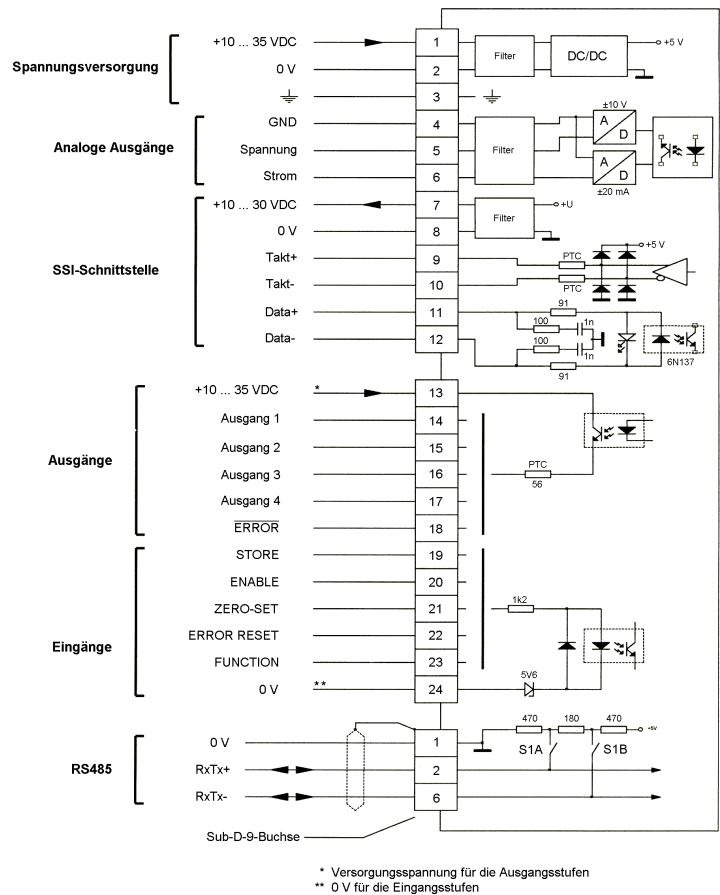 +10 ... 35 VDC 1 Filter DC/DC +5 V
Spannungsversorgung
0 V 2
3
GND 4 ±10 V
A D
Analoge Ausgänge
Spannung 5 Filter
A D
Strom 6 ±20 mA
+10 ... 30 VDC 7 Filter +U
0 V 8
+5 V
Takt+ 9 PTC
SSI-Schnittstelle
Takt- 10 PTC
Data+ 11 91
100 1n
Data- 12 100 1n 6N137
91
+10 ... 35 VDC * 13
Ausgang 1 14
Ausgänge
Ausgang 2 15
Ausgang 3 16 PTC
56
Ausgang 4 17
ERROR 18
STORE 19
ENABLE 20
ZERO-SET 21 1k2
Eingänge
ERROR RESET 22
FUNCTION 23
0 V ** 24 5V6
470 180 470 +5V
0 V 1 S1A S1B
RS485
RxTx+ 2
RxTx- 6
Sub-D-9-Buchse
* Versorgungsspannung für die Ausgangsstufen
** 0 V für die Eingangsstufen